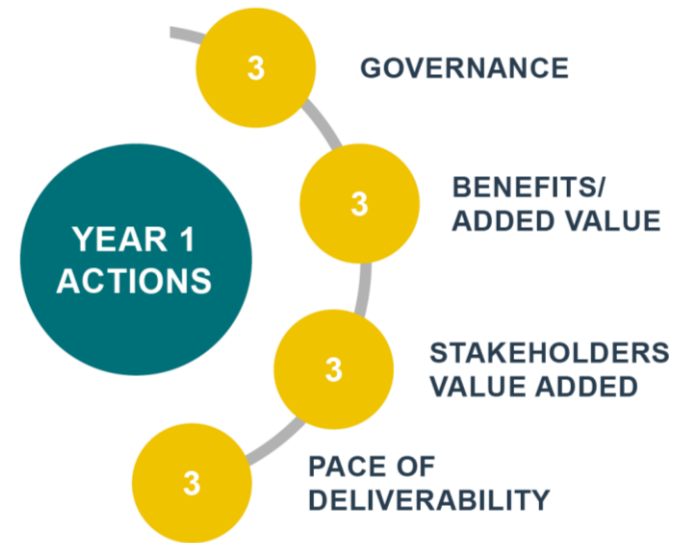 3
GOVERNANCE
3
BENEFITS/
ADDED VALUE
YEAR 1
ACTIONS
3
STAKEHOLDERS
VALUE ADDED
3
PACE OF
DELIVERABILITY